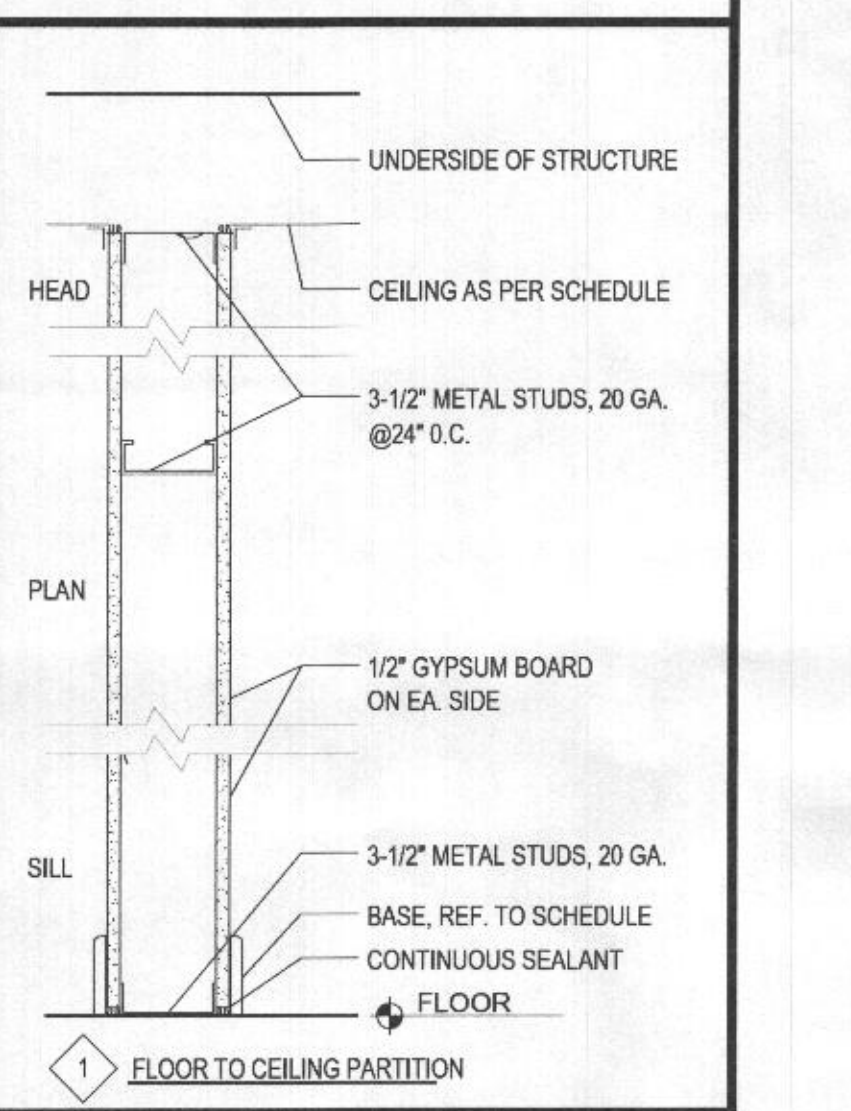 UNDERSIDE OF STRUCTURE
HEAD
CEILING AS PER SCHEDULE
3-1/2" METAL STUDS, 20 GA.
@24" O.C.
PLAN
1/2" GYPSUM BOARD
ON EA. SIDE
SILL
3-1/2" METAL STUDS, 20 GA.
BASE, REF. TO SCHEDULE
CONTINUOUS SEALANT
FLOOR
1 FLOOR TO CEILING PARTITION